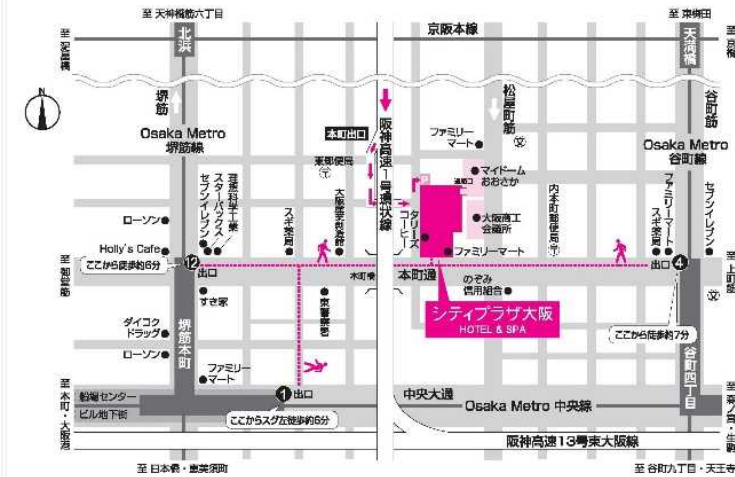 至 天神橋筋六丁目
至 東梅田
至 淀屋橋
北浜
京阪本線
天満橋
至 京橋
N
堺筋
Osaka Metro
堺筋線
本町出口
阪神高速1号環状線
松屋町筋
谷町筋
Osaka Metro
谷町線
ファミリーマート
東郵便局
マイドームおおさか
大阪商工会議所
内本町郵便局
ローソン
Holly's Cafe
セブンイレブン
スターバックス
理想科学工業
スギ薬局
大阪産業創造館
P
タリーズコーヒー
ファミリーマート
スギ薬局
ファミリーマート
セブンイレブン
至 御堂筋
ここから徒歩約6分
12
出口
本町橋
本町通
出口
4
至 上町筋
すき家
東警察署
のぞみ信用組合
シティプラザ大阪
HOTEL & SPA
ここから徒歩約7分
ダイコクドラッグ
ローソン
堺筋本町
ファミリーマート
谷町四丁目
至 本町・大阪港
船場センター
ビル地下街
1
出口
ここからスグ左徒歩約6分
中央大通
Osaka Metro 中央線
至 森ノ宮・生駒
阪神高速13号東大阪線
至 日本橋・恵美須町
至 谷町九丁目・天王寺